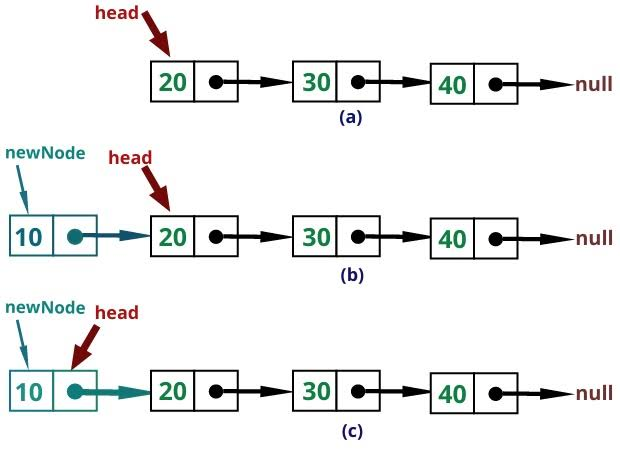 head
20 30 40 null
(a)
newNode head
10 20 30 40 null
(b)
newNode head
10 20 30 40 null
(c)